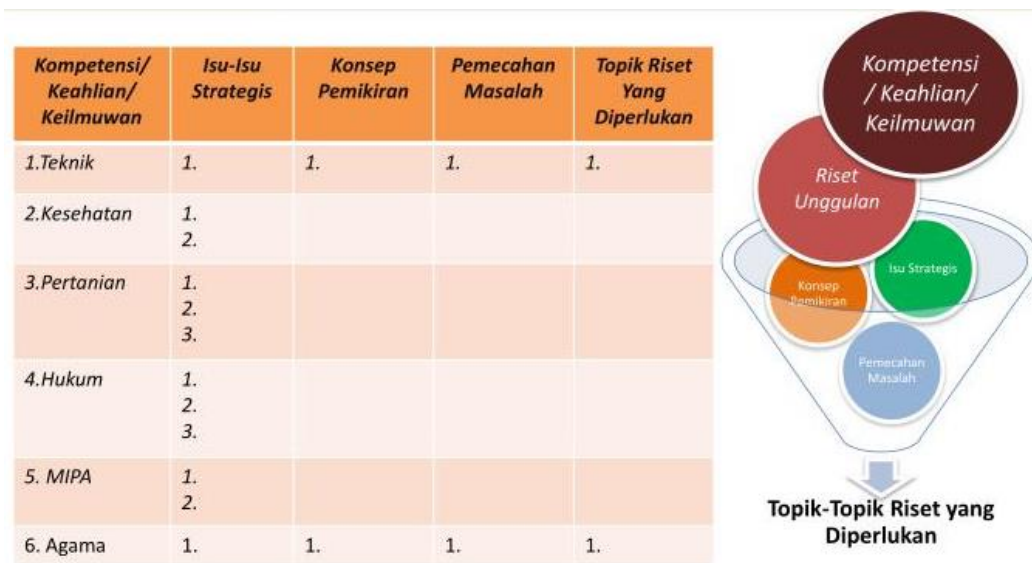 Kompetensi/
Keahlian/
Keilmuwan
Isu-Isu
Strategis
Konsep
Pemikiran
Pemecahan
Masalah
Topik Riset
Yang
Diperlukan
1.Teknik
1.
1.
1.
1.
2.Kesehatan
1.
2.
3.Pertanian
1.
2.
3.
4.Hukum
1.
2.
3.
5. MIPA
1.
2.
6. Agama
1.
1.
1.
1.
Kompetensi
/ Keahlian/
Keilmuwan
Riset
Unggulan
Isu Strategis
Konsep
Pemikiran
Pemecahan
Masalah
Topik-Topik Riset yang
Diperlukan